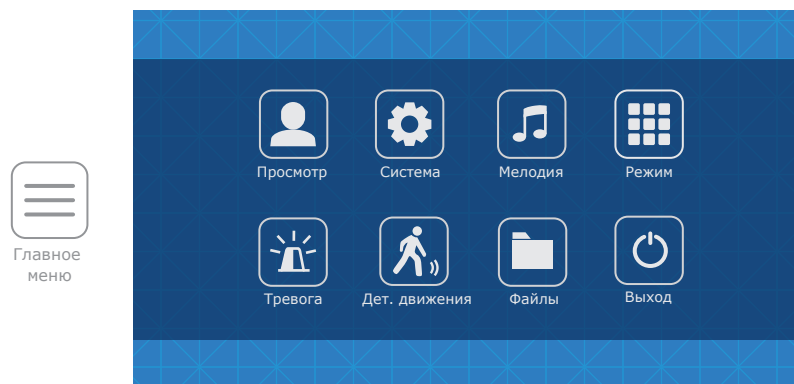 Главное
меню
Просмотр
Система
Мелодия
Режим
Тревога
Дет. движения
Файлы
Выход